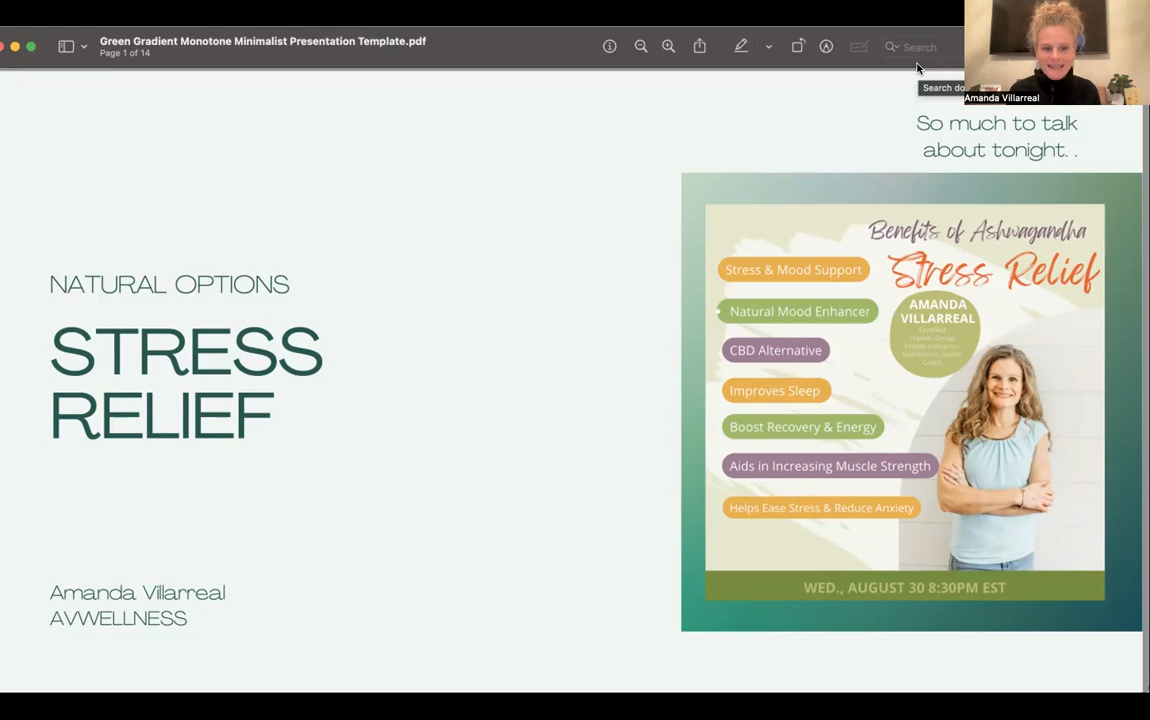 Green Gradient Monotone Minimalist Presentation Template.pdf
Page 1 of 14
Search
Search do
Amanda Villarreal
So much to talk
about tonight. .
NATURAL OPTIONS
STRESS
RELIEF
Amanda Villarreal
AVWELLNESS
Benefits of Ashwagandha
Stress Relief
AMANDA
VILLARREAL
Certified
Stress & Mood Support
Natural Mood Enhancer
CBD Alternative
Improves Sleep
Boost Recovery & Energy
Aids in Increasing Muscle Strength
Helps Ease Stress & Reduce Anxiety
WED., AUGUST 30 8:30PM EST